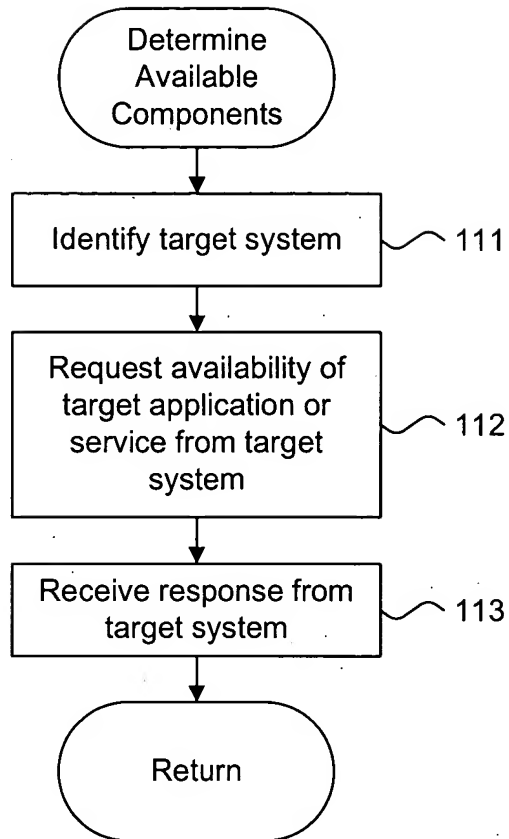 Determine
Available
Components
Identify target system
111
Request availability of
target application or
service from target
system
112
Receive response from
target system
113
Return